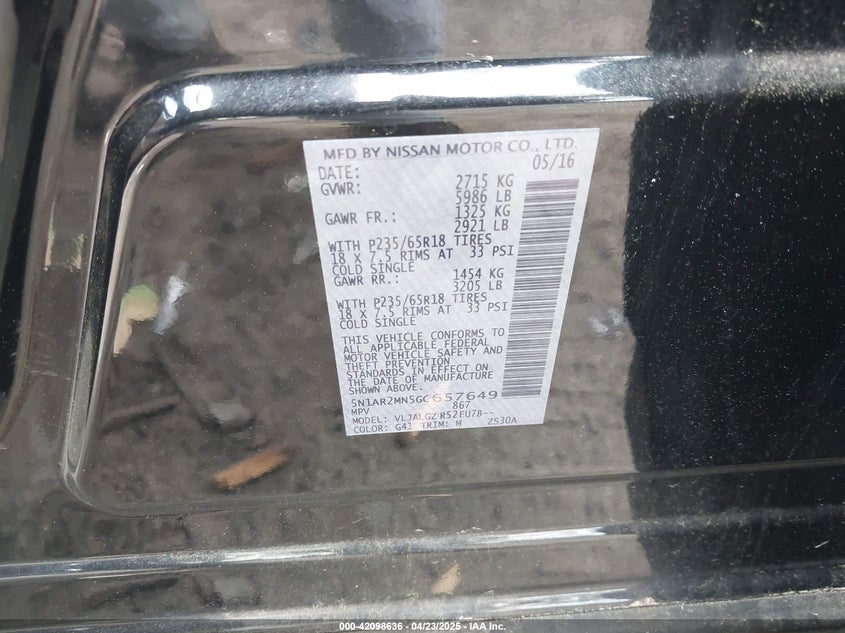 MFD BY NISSAN MOTOR CO., LTD.
DATE: 05/16
GVWR: 2715 KG
5986 LB
GAWR FR.: 1325 KG
2921 LB
WITH P235/65R18 TIRES
18 X 7.5 RIMS AT 33 PSI
COLD SINGLE
GAWR RR.: 1454 KG
3205 LB
WITH P235/65R18 TIRES
18 X 7.5 RIMS AT 33 PSI
COLD SINGLE
THIS VEHICLE CONFORMS TO
ALL APPLICABLE FEDERAL
MOTOR VEHICLE SAFETY AND
THEFT PREVENTION
STANDARDS IN EFFECT ON
THE DATE OF MANUFACTURE
SHOWN ABOVE.
5N1AR2MN5GC657649
MPV 867
MODEL: VLJALGZ R52EU78--
COLOR: G41 TRIM: M ZS30A
000-42098636 - 04/23/2025 - IAA Inc.